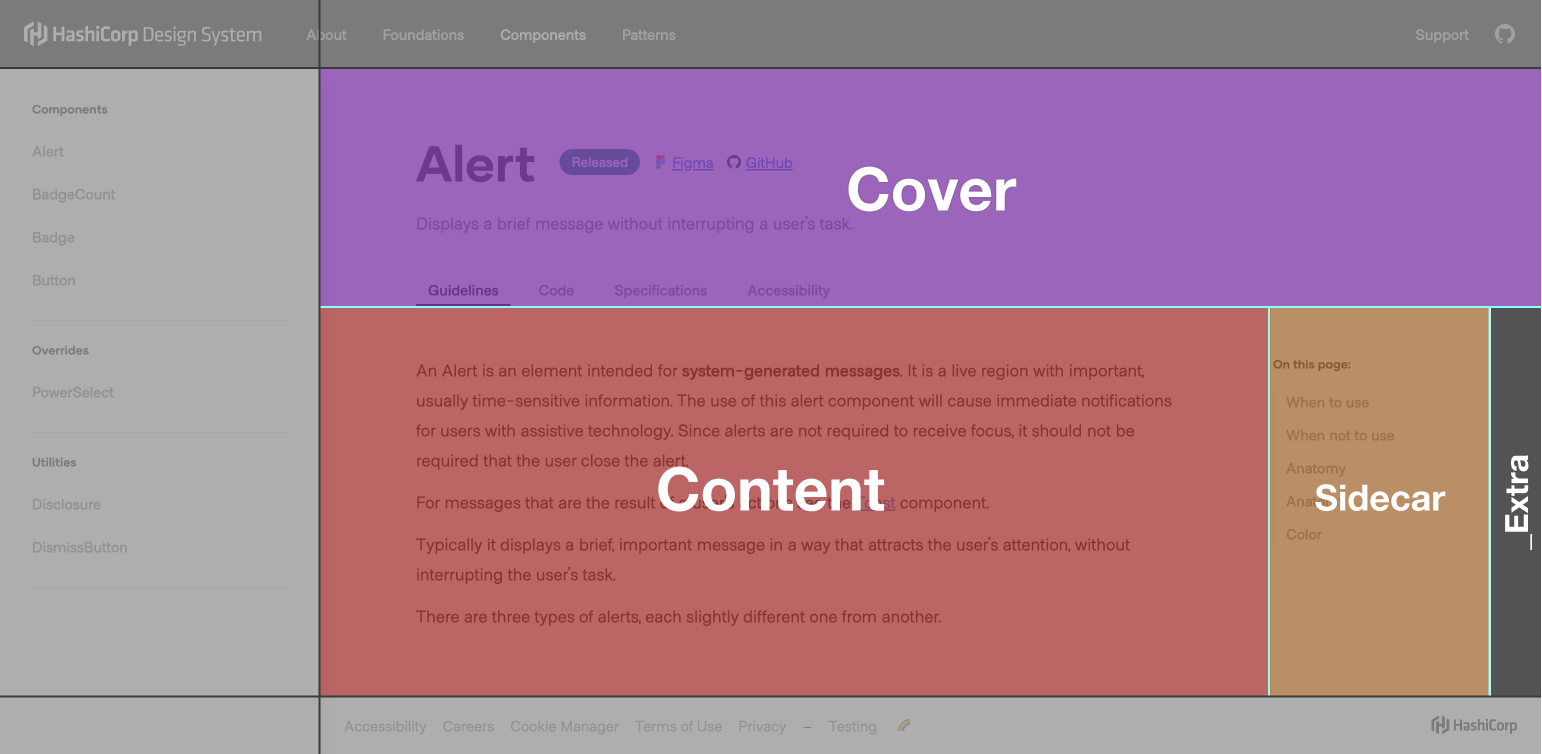 HashiCorp Design System About Foundations Components Patterns Support
Components
Alert
BadgeCount
Badge
Button
Overrides
PowerSelect
Utilities
Disclosure
DismissButton
Alert Released Figma GitHub
Cover
Displays a brief message without interrupting a user's task.
Guidelines Code Specifications Accessibility
An Alert is an element intended for system-generated messages. It is a live region with important,
usually time-sensitive information. The use of this alert component will cause immediate notifications
for users with assistive technology. Since alerts are not required to receive focus, it should not be
required that the user close the alert.
Content
For messages that are the result the component.
Typically it displays a brief, important message in a way that attracts the user's attention, without
interrupting the user's task.
There are three types of alerts, each slightly different one from another.
On this page:
When to use
When not to use
Anatomy
Sidecar
Color
_Extra
Accessibility Careers Cookie Manager Terms of Use Privacy – Testing
HashiCorp